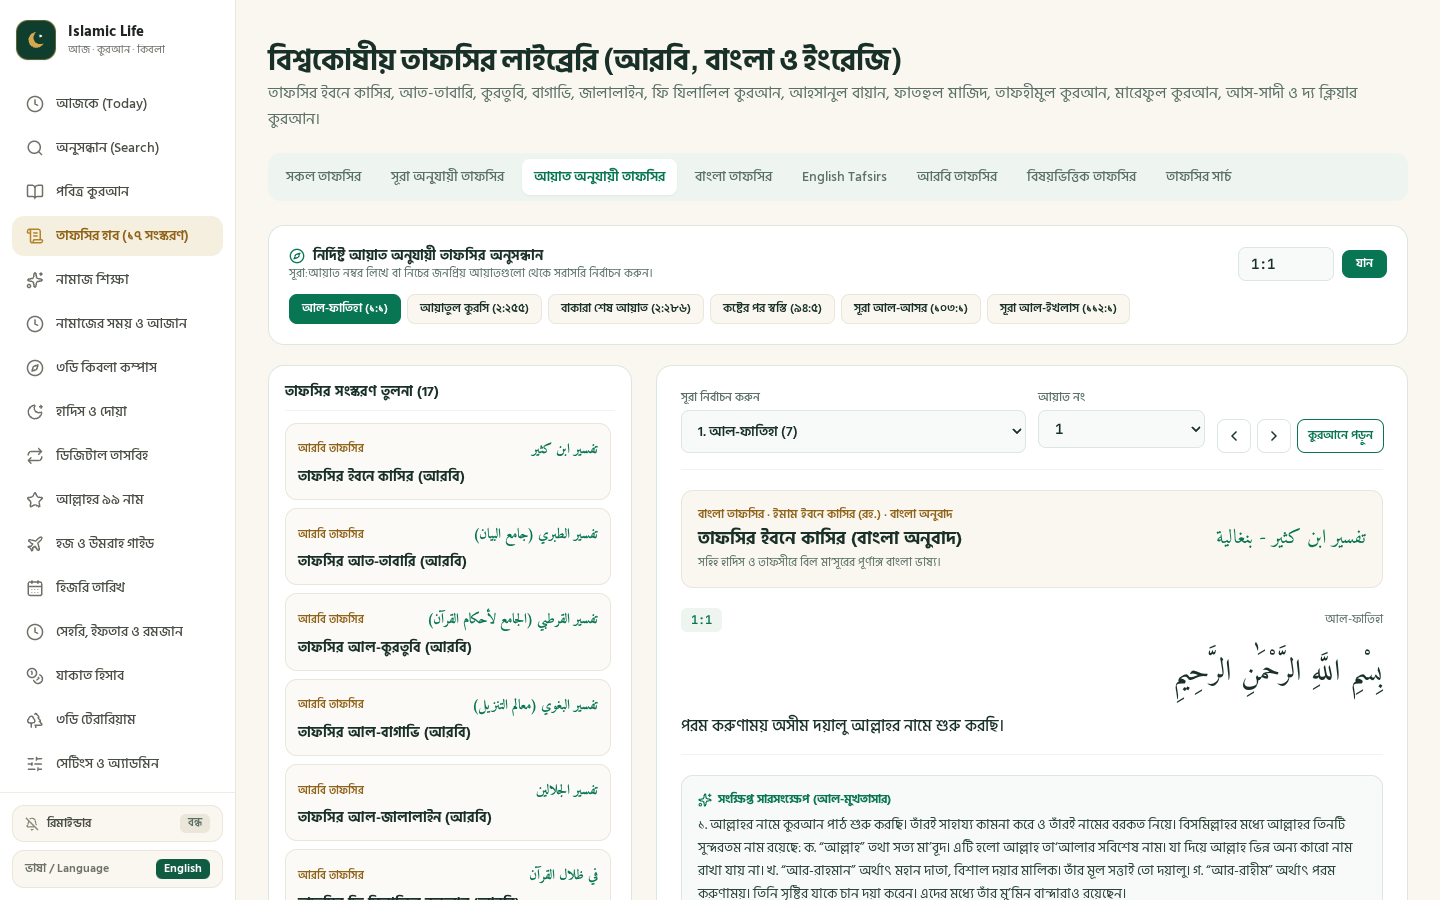 Islamic Life
আজ · কুরআন · কিবলা
আজকে (Today)
অনুসন্ধান (Search)
পবিত্র কুরআন
তাফসির হাব (১৭ সংস্করণ)
নামাজ শিক্ষা
নামাজের সময় ও আজান
৩ডি কিবলা কম্পাস
হাদিস ও দোয়া
ডিজিটাল তাসবিহ
আল্লাহর ৯৯ নাম
হজ ও উমরাহ গাইড
হিজরি তারিখ
সেহরি, ইফতার ও রমজান
যাকাত হিসাব
৩ডি টেরারিয়াম
সেটিংস ও অ্যাডমিন
রিমাইন্ডার বন্ধ
ভাষা / Language English
বিশ্বকোষীয় তাফসির লাইব্রেরি (আরবি, বাংলা ও ইংরেজি)
তাফসির ইবনে কাসির, আত-তাবারি, কুরতুবি, বাগাভি, জালালাইন, ফি যিলালিল কুরআন, আহসানুল বায়ান, ফাতহুল মাজিদ, তাফহীমুল কুরআন, মারেফুল কুরআন, আস-সাদী ও দ্য ক্লিয়ার
কুরআন।
সকল তাফসির সূরা অনুযায়ী তাফসির আয়াত অনুযায়ী তাফসির বাংলা তাফসির English Tafsirs আরবি তাফসির বিষয়ভিত্তিক তাফসির তাফসির সার্চ
নির্দিষ্ট আয়াত অনুযায়ী তাফসির অনুসন্ধান
সূরা:আয়াত নম্বর লিখে বা নিচের জনপ্রিয় আয়াতগুলো থেকে সরাসরি নির্বাচন করুন।
1:1 যান
আল-ফাতিহা (১:১) আয়াতুল কুরসি (২:২৫৫) বাকারা শেষ আয়াত (২:২৮৬) কষ্টের পর স্বস্তি (৯৪:৫) সূরা আল-আসর (১০৩:১) সূরা আল-ইখলাস (১১২:১)
তাফসির সংস্করণ তুলনা (17)
আরবি তাফসির تفسير ابن كثير
তাফসির ইবনে কাসির (আরবি)
আরবি তাফসির تفسير الطبري (جامع البيان)
তাফসির আত-তাবারি (আরবি)
আরবি তাফসির تفسير القرطبي (الجامع لأحكام القرآن)
তাফসির আল-কুরতুবি (আরবি)
আরবি তাফসির تفسير البغوي (معالم التنزيل)
তাফসির আল-বাগাভি (আরবি)
আরবি তাফসির تفسير الجلالين
তাফসির আল-জালালাইন (আরবি)
আরবি তাফসির في ظلال القرآن
সূরা নির্বাচন করুন আয়াত নং
1. আল-ফাতিহা (7) 1 কুরআনে পড়ুন
বাংলা তাফসির · ইমাম ইবনে কাসির (রহ.) · বাংলা অনুবাদ
তাফসির ইবনে কাসির (বাংলা অনুবাদ) تفسير ابن كثير - بنغالية
সহিহ হাদিস ও তাফসীরে বিল মা'সূরের পূর্ণাঙ্গ বাংলা ভাষ্য।
1:1 আল-ফাতিহা
بِسْمِ اللَّهِ الرَّحْمَٰنِ الرَّحِيمِ
পরম করুণাময় অসীম দয়ালু আল্লাহর নামে শুরু করছি।
সংক্ষিপ্ত সারসংক্ষেপ (আল-মুখতাসার)
১. আল্লাহর নামে কুরআন পাঠ শুরু করছি। তাঁরই সাহায্য কামনা করে ও তাঁরই নামের বরকত নিয়ে। বিসমিল্লাহর মধ্যে আল্লাহর তিনটি
সুন্দরতম নাম রয়েছে: ক. “আল্লাহ” তথা সত্য মা’বূদ। এটি হলো আল্লাহ তা‘আলার সবিশেষ নাম। যা দিয়ে আল্লাহ ভিন্ন অন্য কারো নাম
রাখা যায় না। খ. “আর-রাহমান” অর্থাৎ মহান দাতা, বিশাল দয়ার মালিক। তাঁর মূল সত্তাই তো দয়ালু। গ. “আর-রাহীম” অর্থাৎ পরম
করুণাময়। তিনি সৃষ্টির যাকে চান দয়া করেন। এদের মধ্যে তাঁর মু’মিন বান্দারাও রয়েছেন।